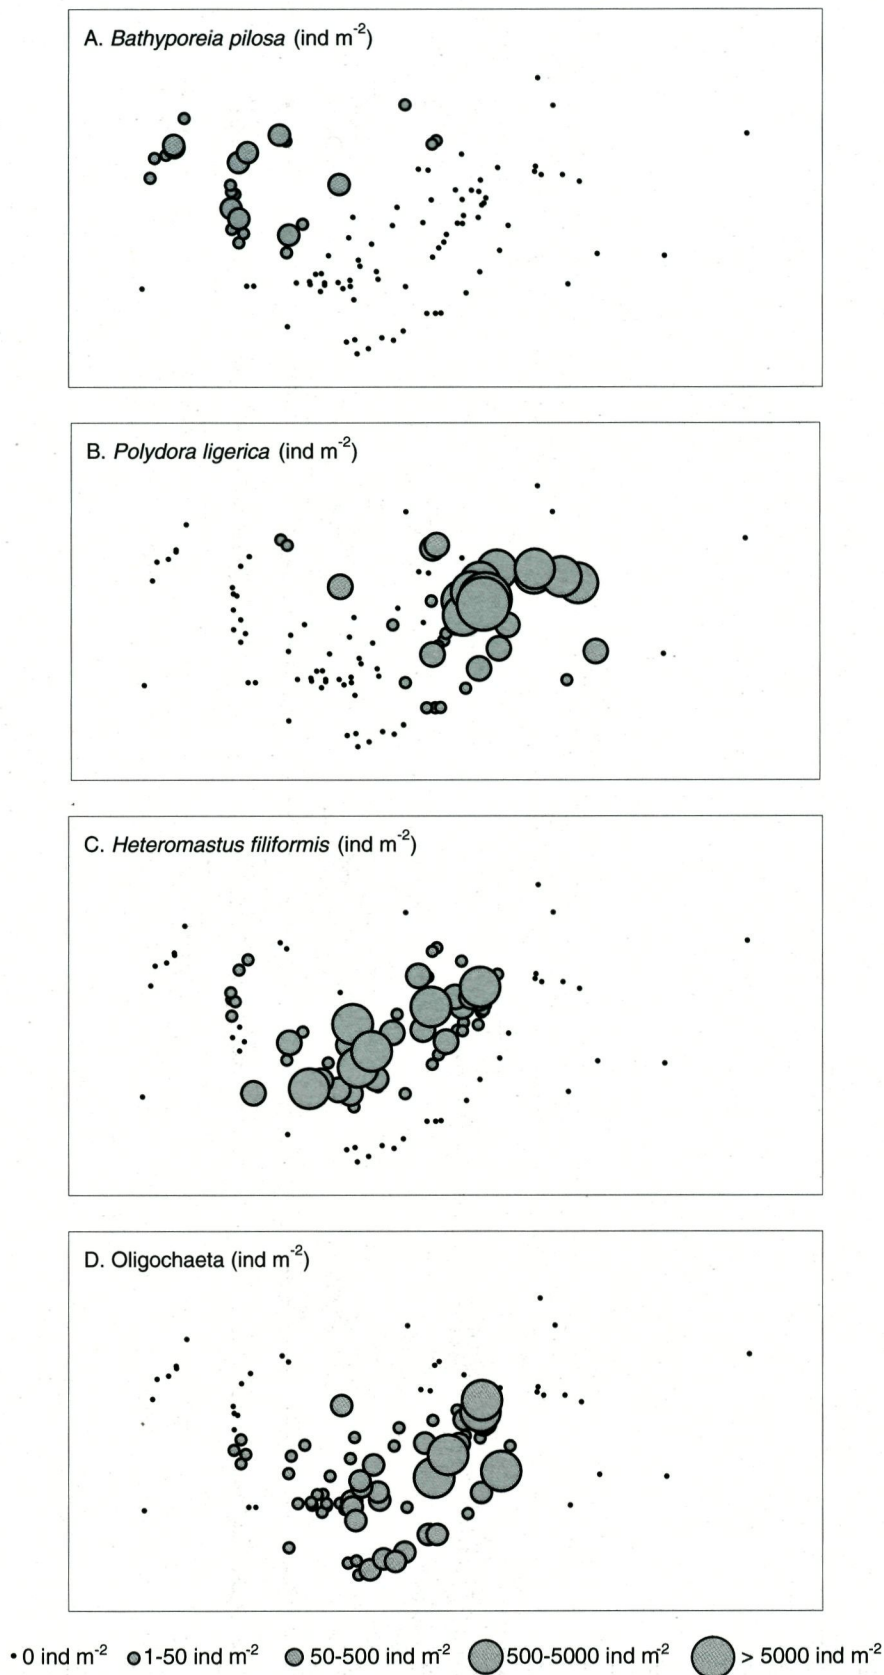 A. Bathyporeia pilosa (ind m-2)
B. Polydora ligerica (ind m-2)
C. Heteromastus filiformis (ind m-2)
D. Oligochaeta (ind m-2)
0 ind m-2 1-50 ind m-2 50-500 ind m-2 500-5000 ind m-2 > 5000 ind m-2